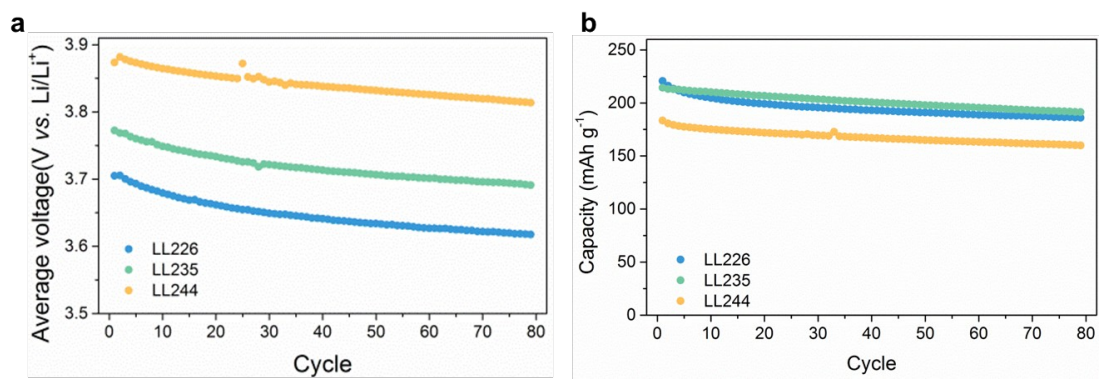 a
Average voltage(V vs. Li/Li+)
3.9
3.8
3.7
3.6
3.5
LL226
LL235
LL244
0 10 20 30 40 50 60 70 80
Cycle
b
Capacity (mAh g-1)
250
200
150
100
50
0
LL226
LL235
LL244
0 10 20 30 40 50 60 70 80
Cycle